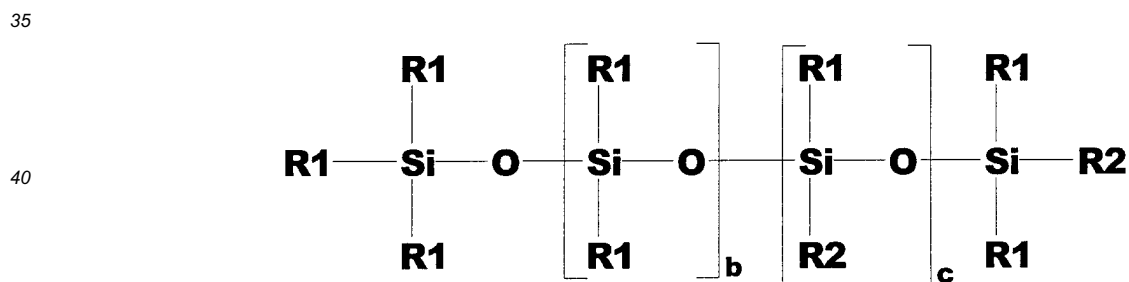 35
R1 R1 R1 R1
R1 Si O Si O Si O Si R2
40
R1 R1 b R2 c R1